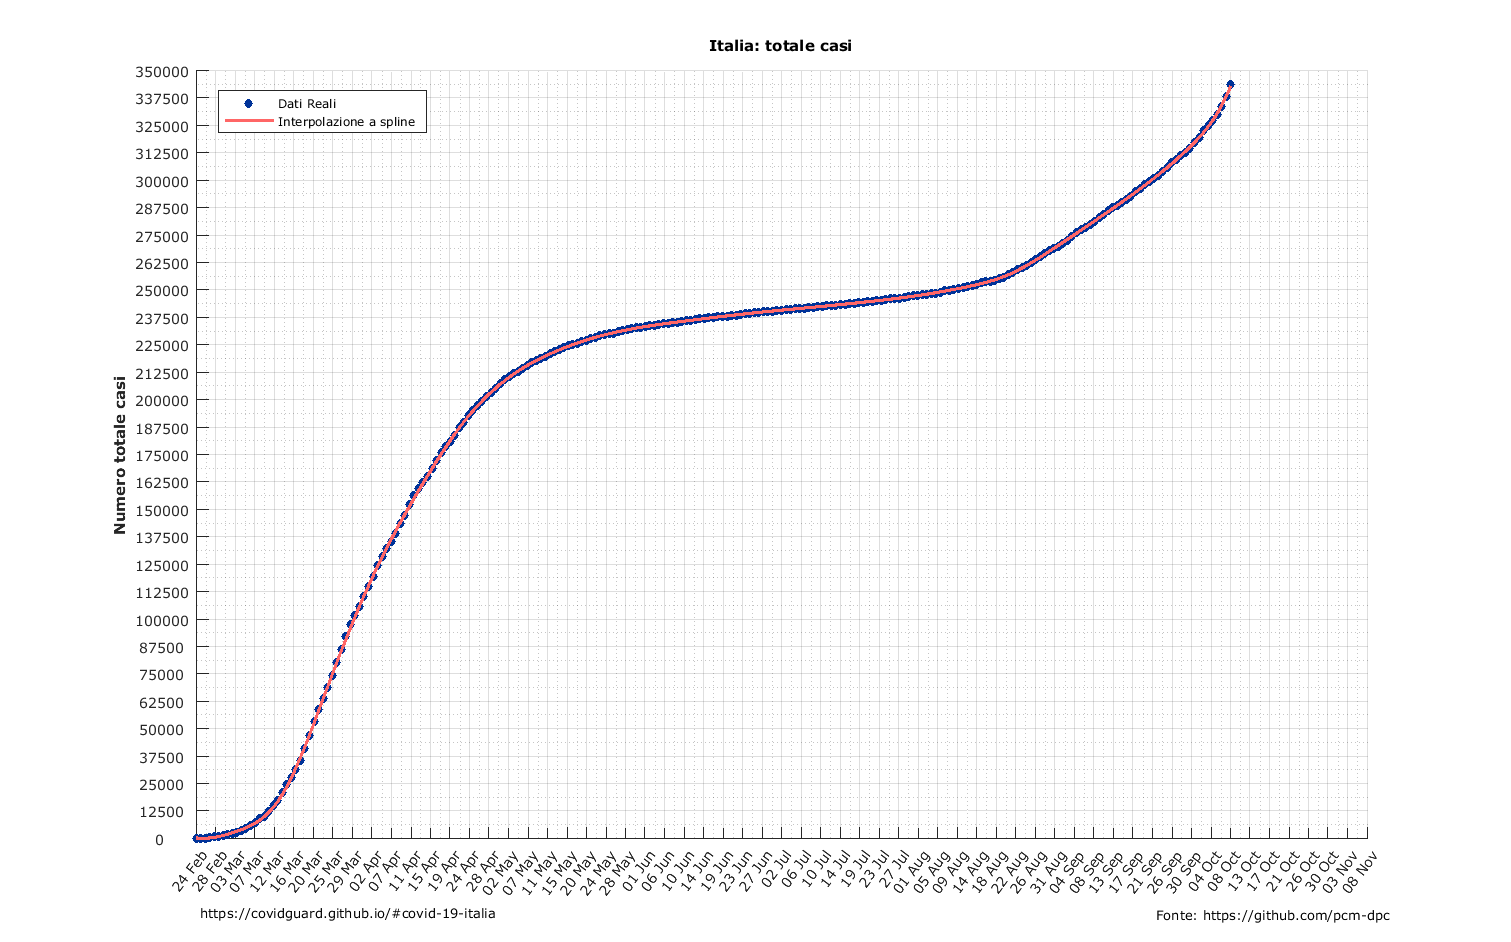 Italia: totale casi
Dati Reali
Interpolazione a spline
Numero totale casi
350000
337500
325000
312500
300000
287500
275000
262500
250000
237500
225000
212500
200000
187500
175000
162500
150000
137500
125000
112500
100000
87500
75000
62500
50000
37500
25000
12500
0
24 Feb
28 Feb
03 Mar
07 Mar
12 Mar
16 Mar
20 Mar
25 Mar
29 Mar
02 Apr
07 Apr
11 Apr
15 Apr
19 Apr
24 Apr
28 Apr
02 May
07 May
11 May
15 May
20 May
24 May
28 May
01 Jun
06 Jun
10 Jun
14 Jun
19 Jun
23 Jun
27 Jun
02 Jul
06 Jul
10 Jul
14 Jul
19 Jul
23 Jul
27 Jul
01 Aug
05 Aug
09 Aug
14 Aug
18 Aug
22 Aug
26 Aug
31 Aug
04 Sep
08 Sep
13 Sep
17 Sep
21 Sep
26 Sep
30 Sep
04 Oct
08 Oct
13 Oct
17 Oct
21 Oct
26 Oct
30 Oct
03 Nov
08 Nov
https://covidguard.github.io/#covid-19-italia
Fonte: https://github.com/pcm-dpc